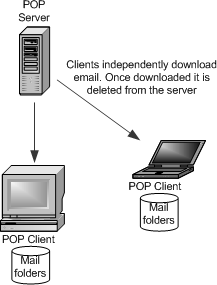 POP
Server
Clients independently download
email. Once downloaded it is
deleted from the server
POP Client
Mail
folders
POP Client
Mail
folders